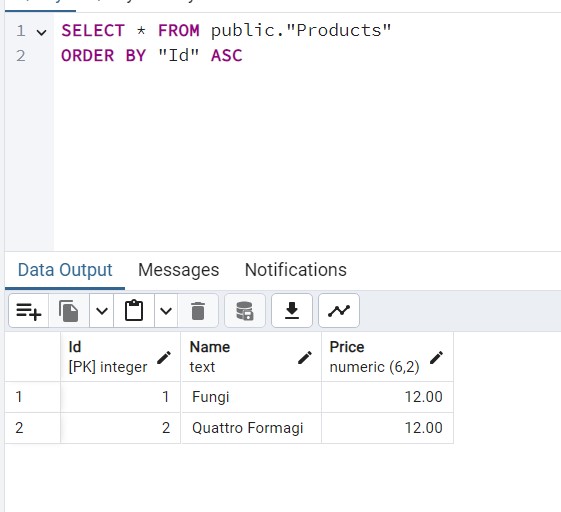 1 SELECT * FROM public."Products"
2 ORDER BY "Id" ASC
Data Output Messages Notifications
Id Name Price
[PK] integer text numeric (6,2)
1 1 Fungi 12.00
2 2 Quattro Formagi 12.00